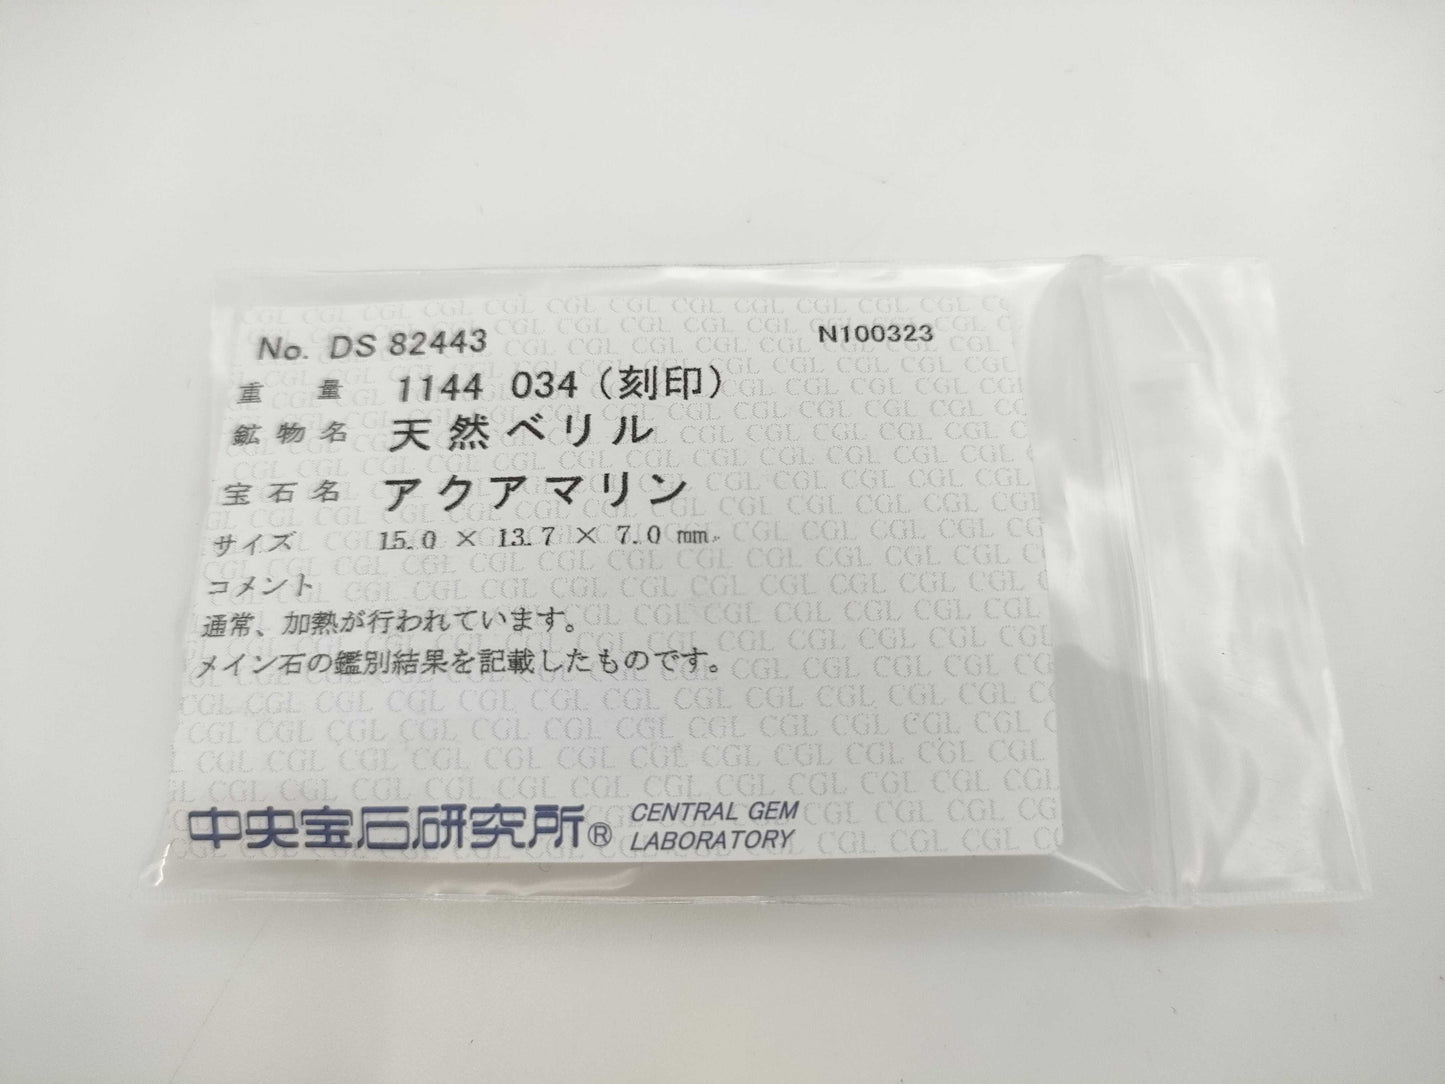 No. DS 82443 N100323
重量 1144 034（刻印）
鉱物名 天然ベリル
宝石名 アクアマリン
サイズ 15.0 × 13.7 × 7.0 mm
コメント
通常、加熱が行われています。
メイン石の鑑別結果を記載したものです。
中央宝石研究所® CENTRAL GEM
LABORATORY